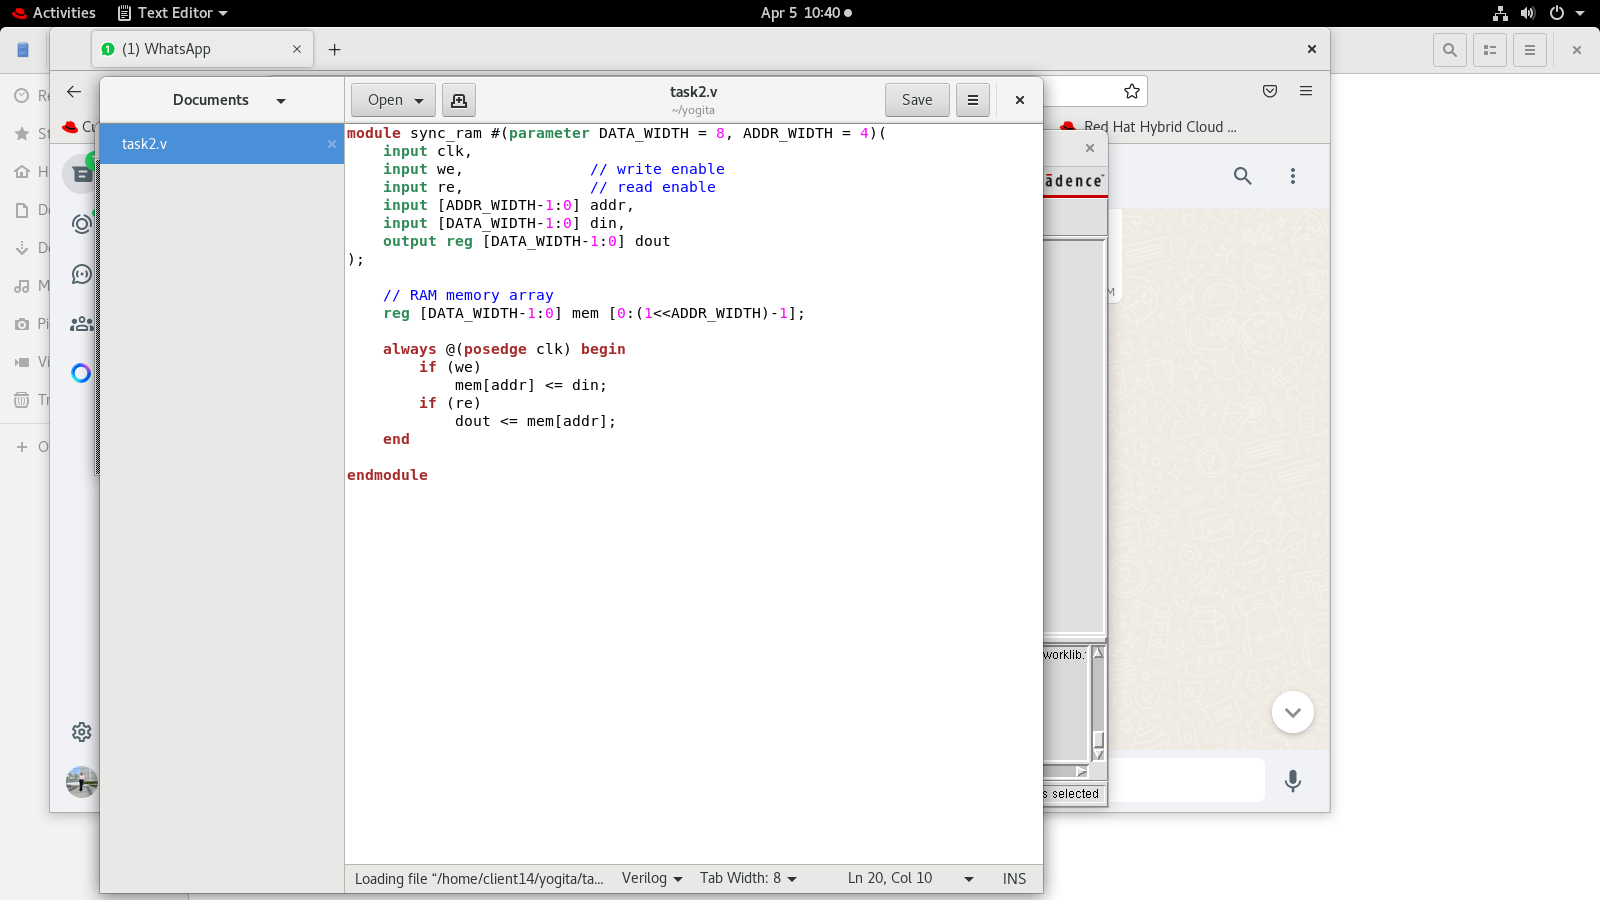 Activities
Text Editor
Apr 5 10:40
(1) WhatsApp
Documents
Open
task2.v
~/yogita
Save
Red Hat Hybrid Cloud ...
task2.v
module sync_ram #(parameter DATA_WIDTH = 8, ADDR_WIDTH = 4)(
    input clk,
    input we,              // write enable
    input re,              // read enable
    input [ADDR_WIDTH-1:0] addr,
    input [DATA_WIDTH-1:0] din,
    output reg [DATA_WIDTH-1:0] dout
);
    // RAM memory array
    reg [DATA_WIDTH-1:0] mem [0:(1<<ADDR_WIDTH)-1];
    always @(posedge clk) begin
        if (we)
            mem[addr] <= din;
        if (re)
            dout <= mem[addr];
    end
endmodule
worklib.
s selected
Loading file “/home/client14/yogita/ta...
Verilog
Tab Width: 8
Ln 20, Col 10
INS